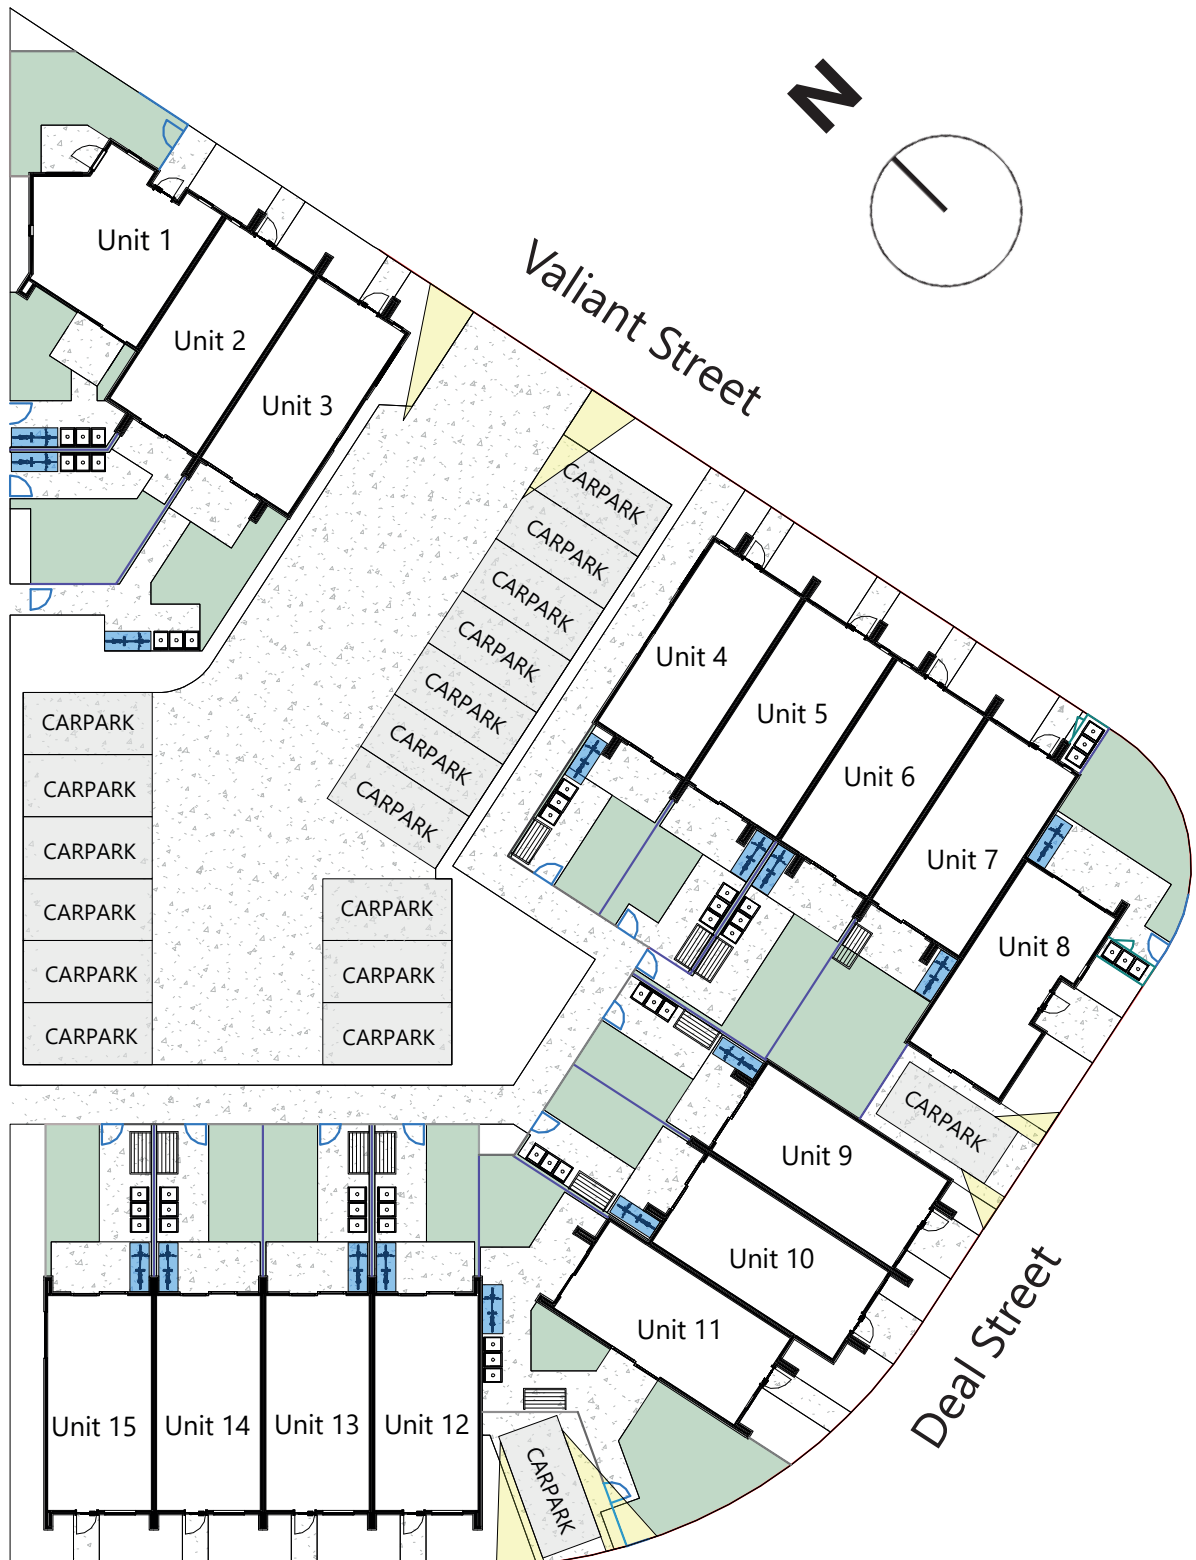 N
Valiant Street
Unit 1
Unit 2
Unit 3
CARPARK
CARPARK
CARPARK
CARPARK
CARPARK
CARPARK
CARPARK
Unit 4
Unit 5
Unit 6
Unit 7
Unit 8
CARPARK
CARPARK
CARPARK
CARPARK
CARPARK
CARPARK
CARPARK
CARPARK
CARPARK
CARPARK
Unit 9
Unit 10
Unit 11
Deal Street
Unit 15
Unit 14
Unit 13
Unit 12
CARPARK